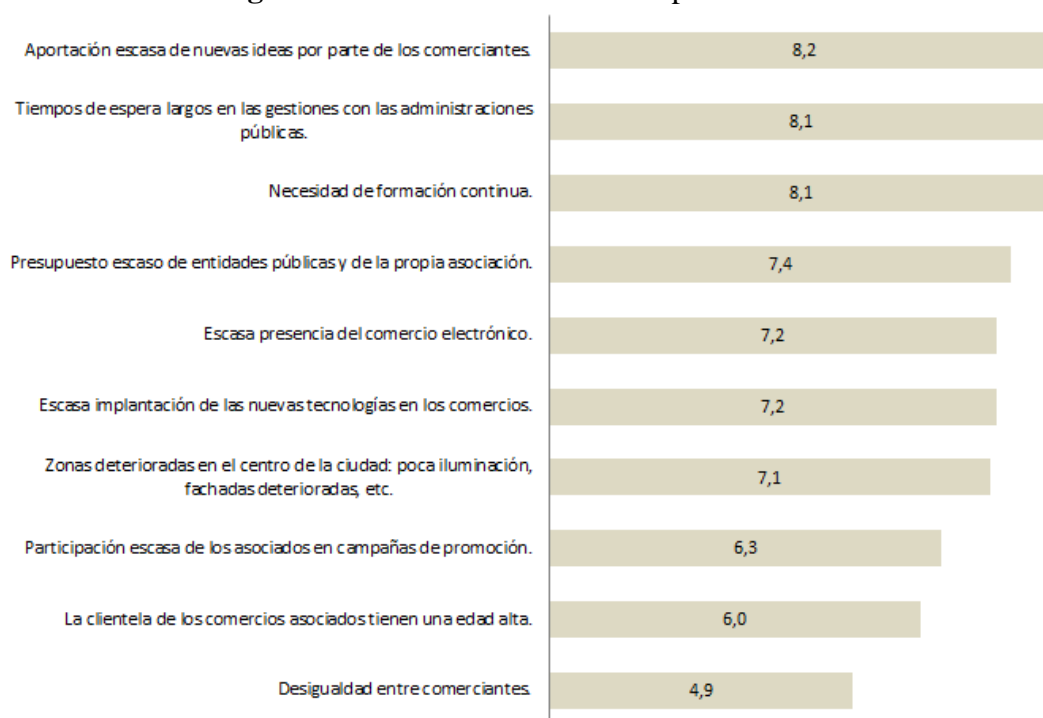 Aportación escasa de nuevas ideas por parte de los comerciantes.
8,2
Tiempos de espera largos en las gestiones con las administraciones
públicas.
8,1
Necesidad de formación continua.
8,1
Presupuesto escaso de entidades públicas y de la propia asociación.
7,4
Escasa presencia del comercio electrónico.
7,2
Escasa implantación de las nuevas tecnologías en los comercios.
7,2
Zonas deterioradas en el centro de la ciudad: poca iluminación,
fachadas deterioradas, etc.
7,1
Participación escasa de los asociados en campañas de promoción.
6,3
La clientela de los comercios asociados tienen una edad alta.
6,0
Desigualdad entre comerciantes.
4,9